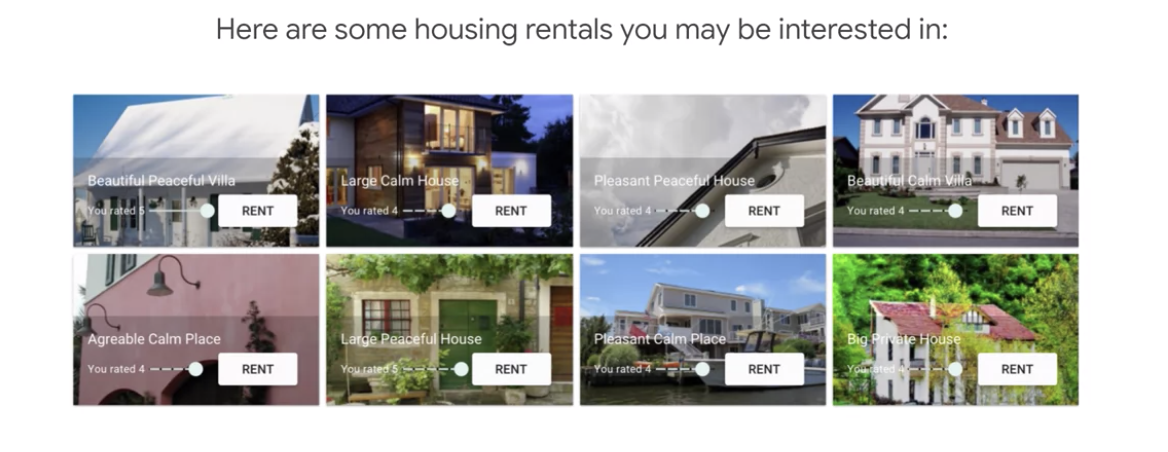 Here are some housing rentals you may be interested in:
Beautiful Peaceful Villa
You rated 5
RENT
Large Calm House
You rated 4
RENT
Pleasant Peaceful House
You rated 4
RENT
Beautiful Calm Villa
You rated 4
RENT
Agreable Calm Place
You rated 4
RENT
Large Peaceful House
You rated 5
RENT
Pleasant Calm Place
You rated 4
RENT
Big Private House
You rated 4
RENT